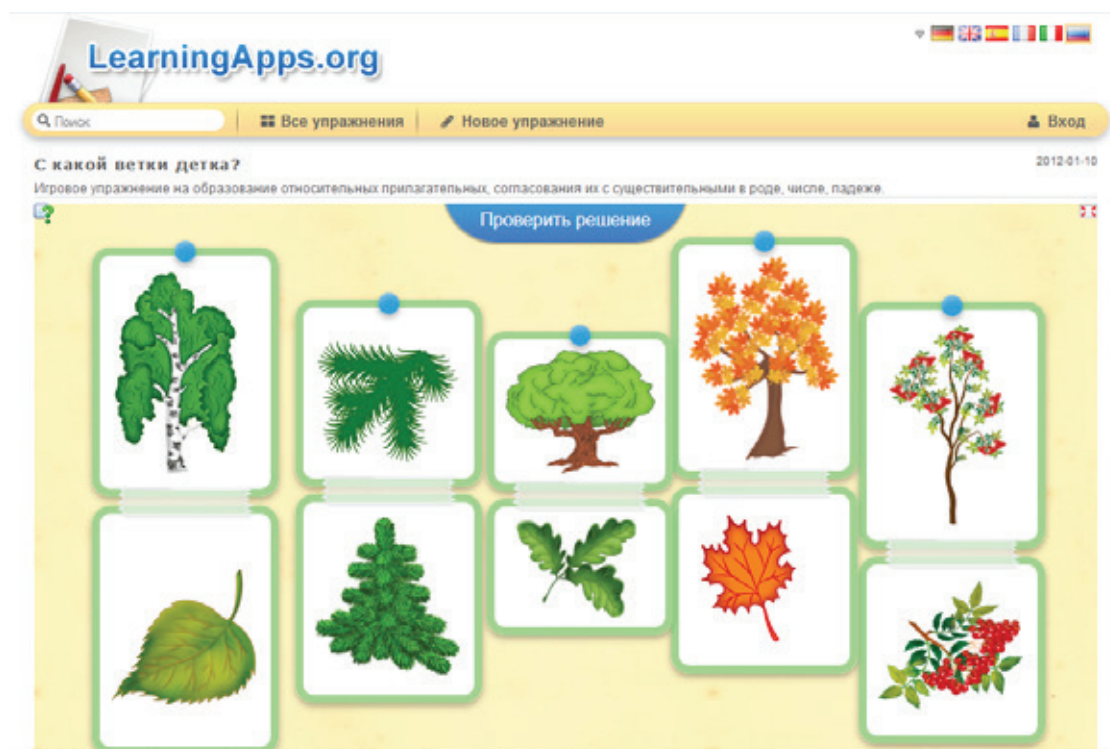 LearningApps.org
Поиск
Все упражнения
Новое упражнение
Вход
С какой ветки детка?
2012-01-10
Игровое упражнение на образование относительных прилагательных, согласования их с существительными в роде, числе, падеже.
Проверить решение